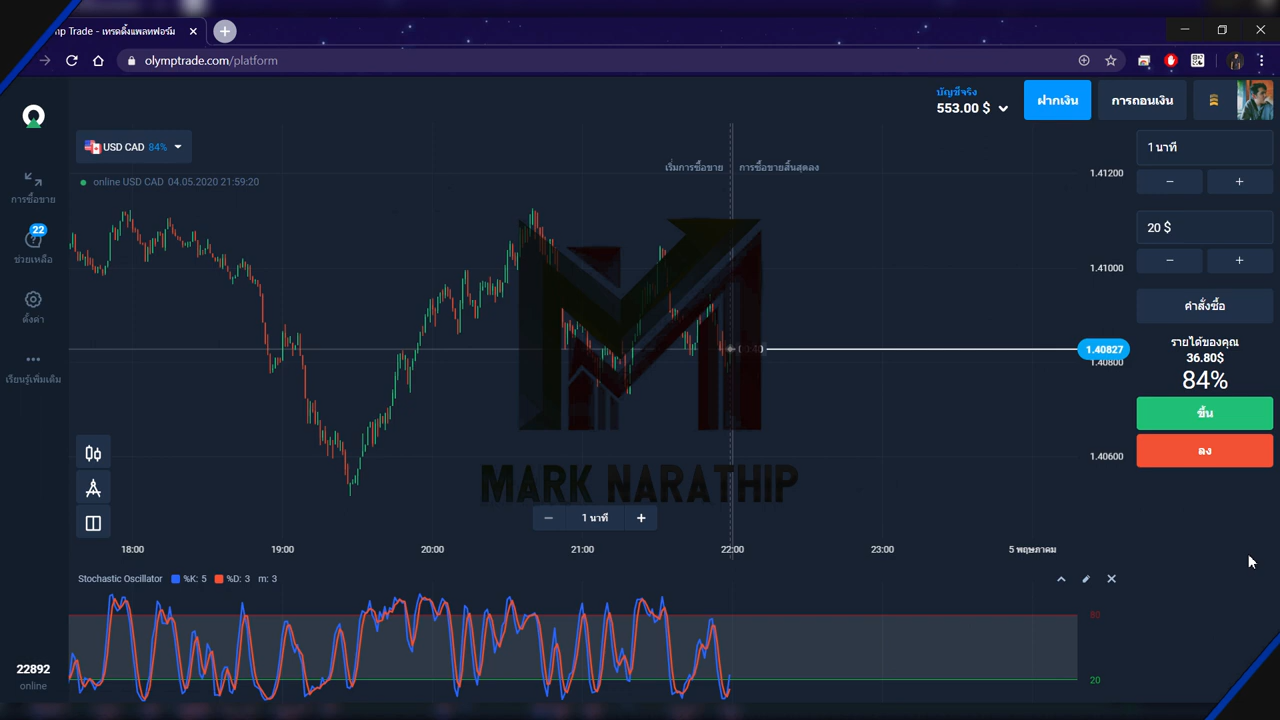 mp Trade - เทรดดิ้งแพลทฟอร์ม
olymptrade.com/platform
บัญชีจริง
553.00 $
ฝากเงิน
การถอนเงิน
USD CAD 84%
online USD CAD 04.05.2020 21:59:20
เริ่มการซื้อขาย
การซื้อขายสิ้นสุดลง
1 นาที
20 $
คำสั่งซื้อ
รายได้ของคุณ
36.80$
84%
ขึ้น
ลง
การซื้อขาย
22
ช่วยเหลือ
ตั้งค่า
เรียนรู้เพิ่มเติม
1.41200
1.41000
1.40827
1.40800
1.40600
MARK NARATHIP
1 นาที
18:00 19:00 20:00 21:00 22:00 23:00 5 พฤษภาคม
Stochastic Oscillator %K: 5 %D: 3 m: 3
80
20
22892
online